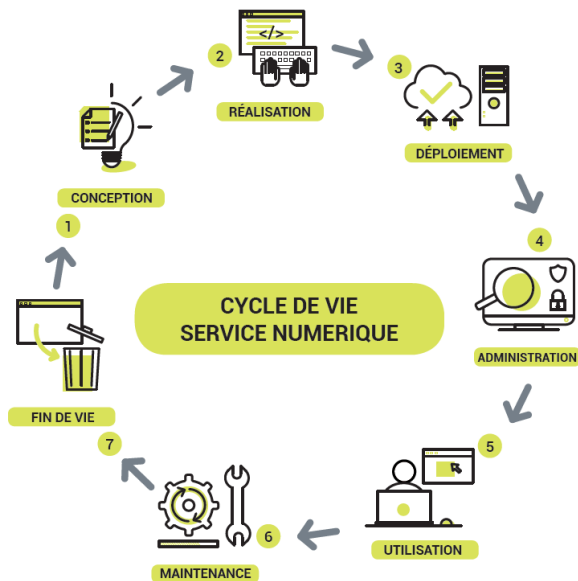 CYCLE DE VIE
SERVICE NUMERIQUE
1
CONCEPTION
2
</>
RÉALISATION
3
DÉPLOIEMENT
4
ADMINISTRATION
5
UTILISATION
6
MAINTENANCE
7
FIN DE VIE